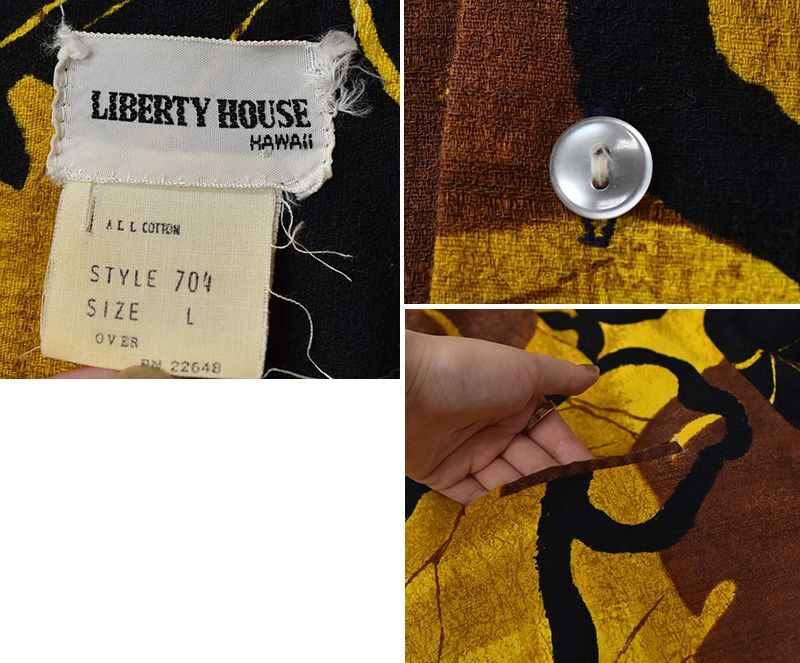 LIBERTY HOUSE
HAWAII
ALL COTTON
STYLE 704
SIZE L
OVER
RN 22648